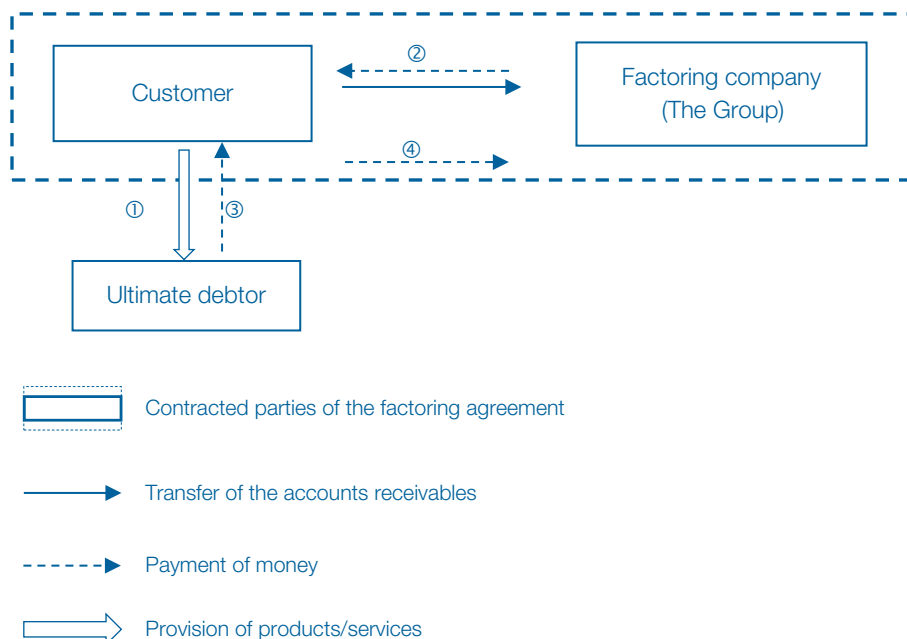 ②
Customer
Factoring company
(The Group)
④
①
③
Ultimate debtor
Contracted parties of the factoring agreement
Transfer of the accounts receivables
Payment of money
Provision of products/services